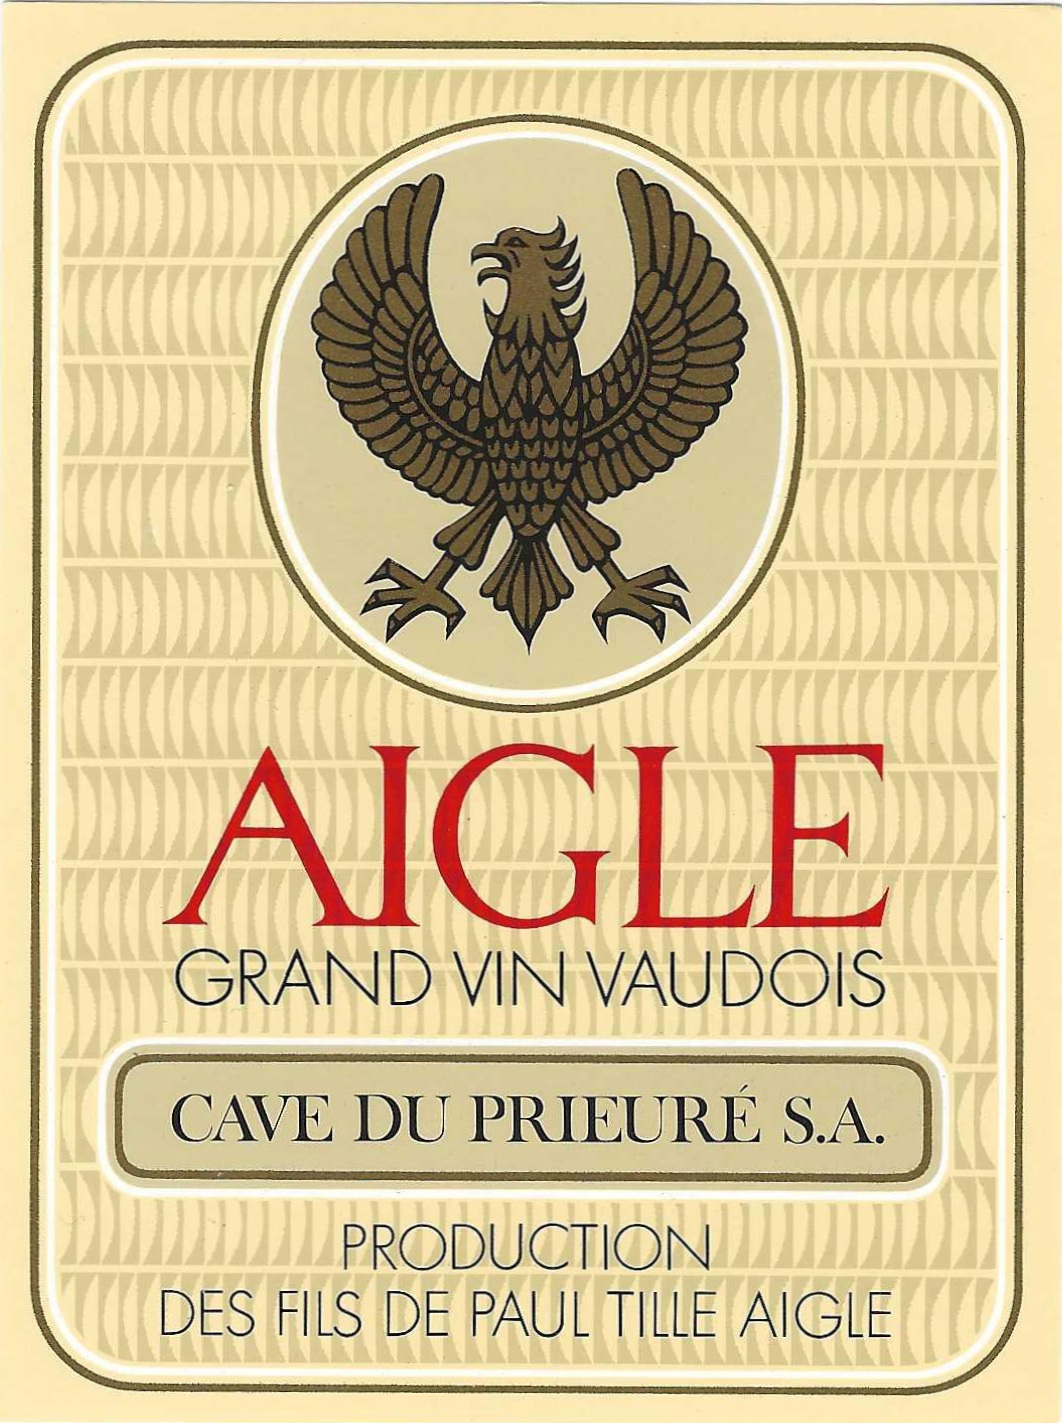 AIGLE
GRAND VIN VAUDOIS
CAVE DU PRIEURÉ S.A.
PRODUCTION
DES FILS DE PAUL TILLE AIGLE